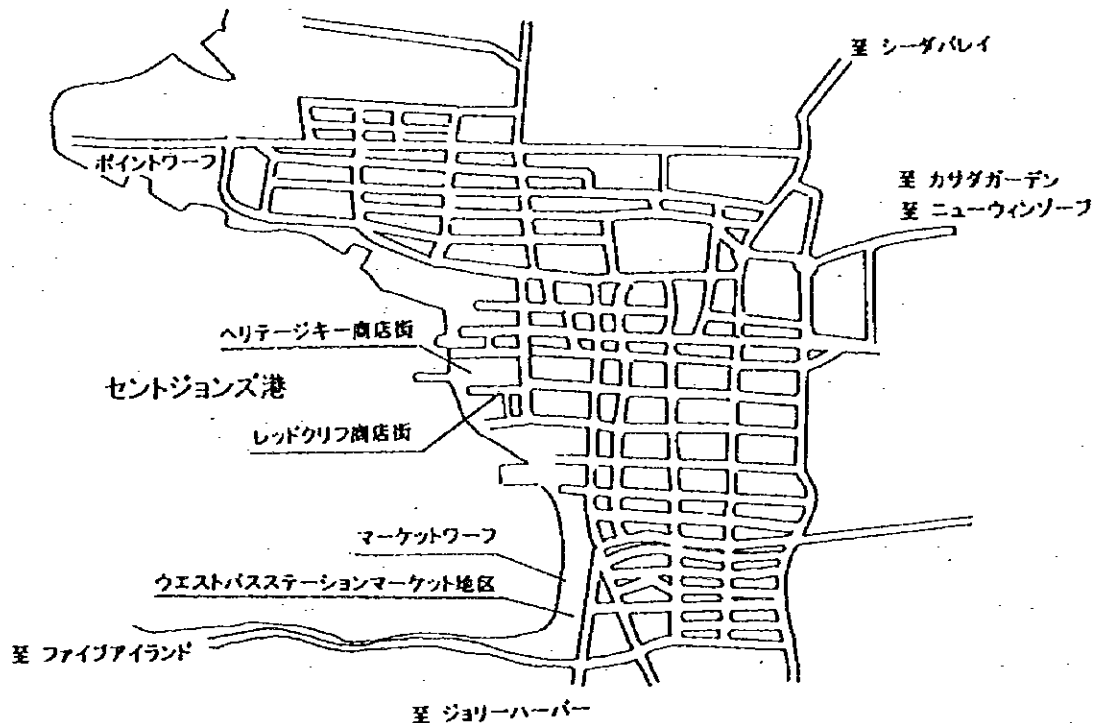 至 シーダバレイ
ポイントワーフ
至 カサダガーデン
至 ニューウィンゾープ
ヘリテージキー商店街
セントジョンズ港
レッドクリフ商店街
マーケットワーフ
ウエストバスステーションマーケット地区
至 ファイブアイランド
至 ジョリーハーバー